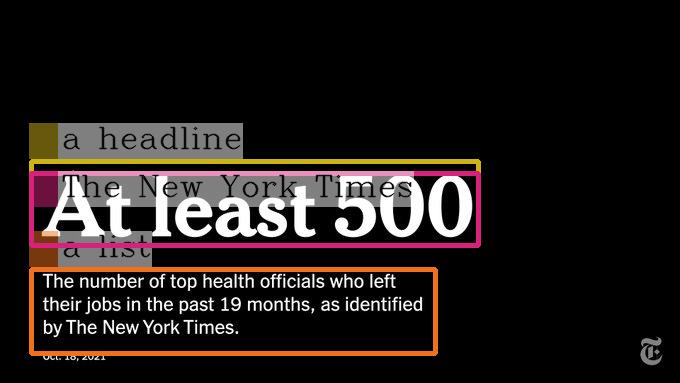 a headline
The New York Times
At least 500
a list
The number of top health officials who left
their jobs in the past 19 months, as identified
by The New York Times.
Oct. 18, 2021